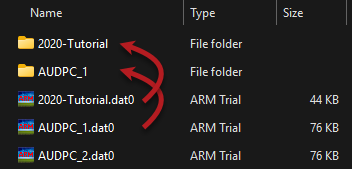 Name Type Size
2020-Tutorial File folder
AUDPC_1 File folder
2020-Tutorial.dat0 ARM Trial 44 KB
AUDPC_1.dat0 ARM Trial 76 KB
AUDPC_2.dat0 ARM Trial 76 KB